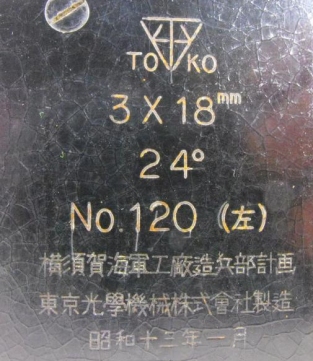 TOKO
3 X 18mm
24°
No.120 (左)
横須賀海軍工廠造兵部計画
東京光學機械株式會社製造
昭和十三年一月